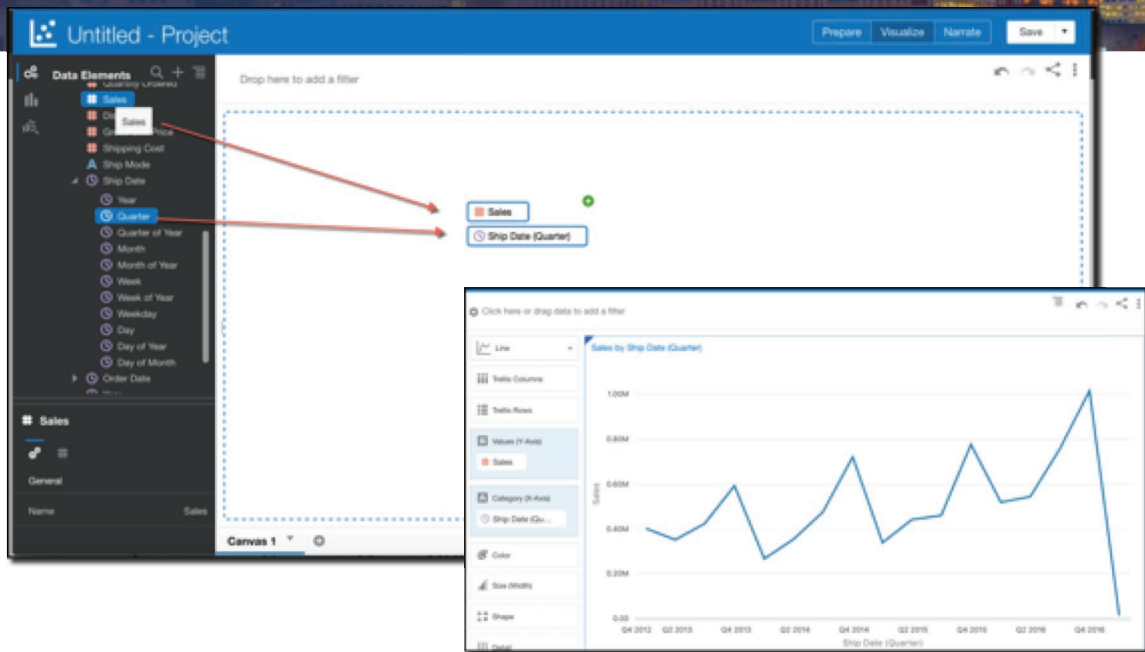 Untitled - Project
Prepare Visualize Narrate Save
Data Elements
Drop here to add a filter
Quantity Ordered
Sales
Sales
Price
Shipping Cost
Ship Mode
Ship Date
Year
Quarter
Quarter of Year
Month
Month of Year
Week
Week of Year
Weekday
Day
Day of Year
Day of Month
Order Date
Sales
General
Name Sales
Sales
Ship Date (Quarter)
Canvas 1
Click here or drag data to add a filter
Line
Trellis Columns
Trellis Rows
Values (Y-Axis)
Sales
Category (X-Axis)
Ship Date (Qu...
Color
Size (Width)
Shape
Detail
Sales by Ship Date (Quarter)
1.00M
0.80M
0.60M
0.40M
0.20M
0.00
Sales
Q4 2012 Q2 2013 Q4 2013 Q2 2014 Q4 2014 Q2 2015 Q4 2015 Q2 2016 Q4 2016
Ship Date (Quarter)